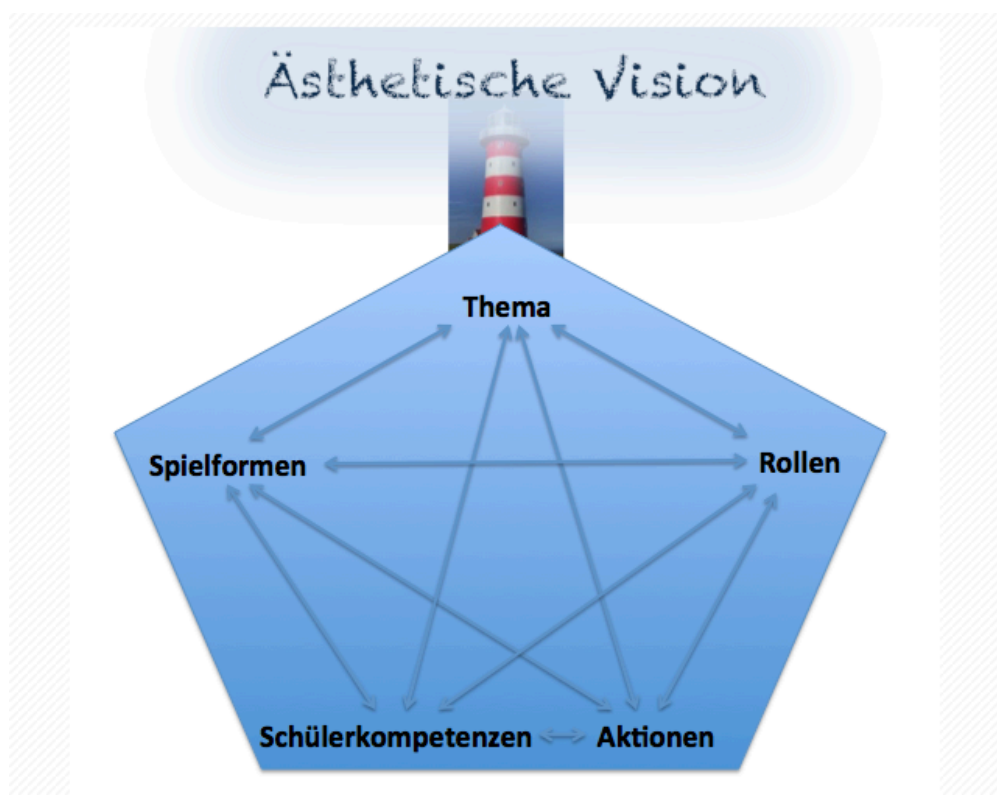 Ästhetische Vision
Thema
Spielformen
Rollen
Schülerkompetenzen
Aktionen